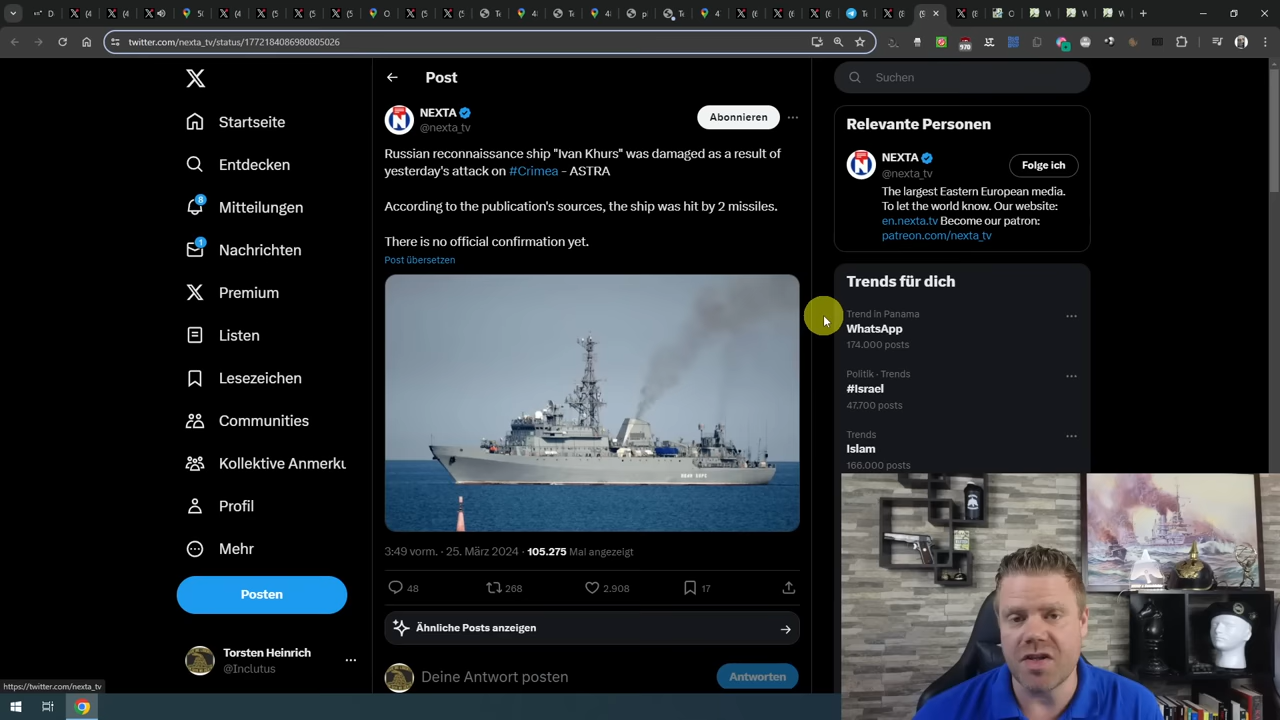 twitter.com/nexta_tv/status/1772184086980805026
970
Post
Suchen
Startseite
Entdecken
8
Mitteilungen
1
Nachrichten
Premium
Listen
Lesezeichen
Communities
Kollektive Anmerku
Profil
Mehr
Posten
Torsten Heinrich
@Inclutus
NEXTA
@nexta_tv
Abonnieren
Russian reconnaissance ship "Ivan Khurs" was damaged as a result of
yesterday's attack on #Crimea - ASTRA
According to the publication's sources, the ship was hit by 2 missiles.
There is no official confirmation yet.
Post übersetzen
3:49 vorm. · 25. März 2024 · 105.275 Mal angezeigt
48
268
2.908
17
Ähnliche Posts anzeigen
Deine Antwort posten
Antworten
Relevante Personen
NEXTA
@nexta_tv
Folge ich
The largest Eastern European media.
To let the world know. Our website:
en.nexta.tv Become our patron:
patreon.com/nexta_tv
Trends für dich
Trend in Panama
WhatsApp
174.000 posts
Politik · Trends
#Israel
47.700 posts
Trends
Islam
166.000 posts
https://twitter.com/nexta_tv